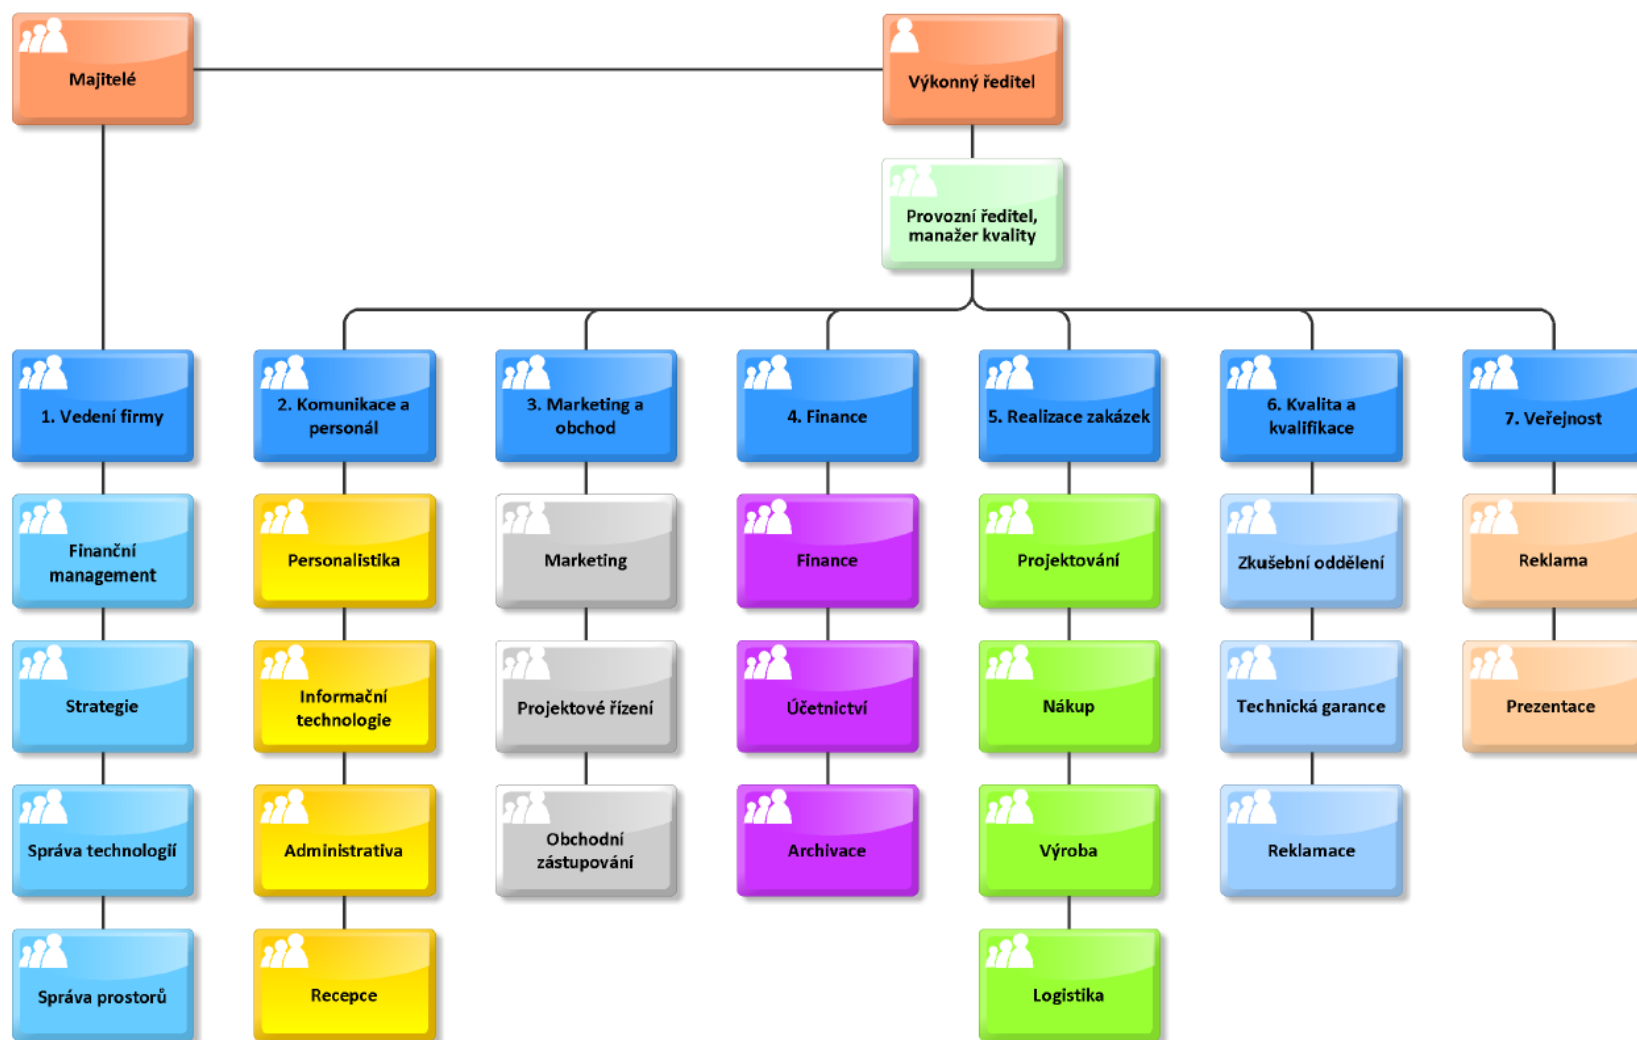 Majitelé
Výkonný ředitel
Provozní ředitel,
manažer kvality
1. Vedení firmy
2. Komunikace a
personál
3. Marketing a
obchod
4. Finance
5. Realizace zakázek
6. Kvalita a
kvalifikace
7. Veřejnost
Finanční
management
Personalistika
Marketing
Finance
Projektování
Zkušební oddělení
Reklama
Strategie
Informační
technologie
Projektové řízení
Účetnictví
Nákup
Technická garance
Prezentace
Správa technologií
Administrativa
Obchodní
zástupování
Archivace
Výroba
Reklamace
Správa prostorů
Recepce
Logistika